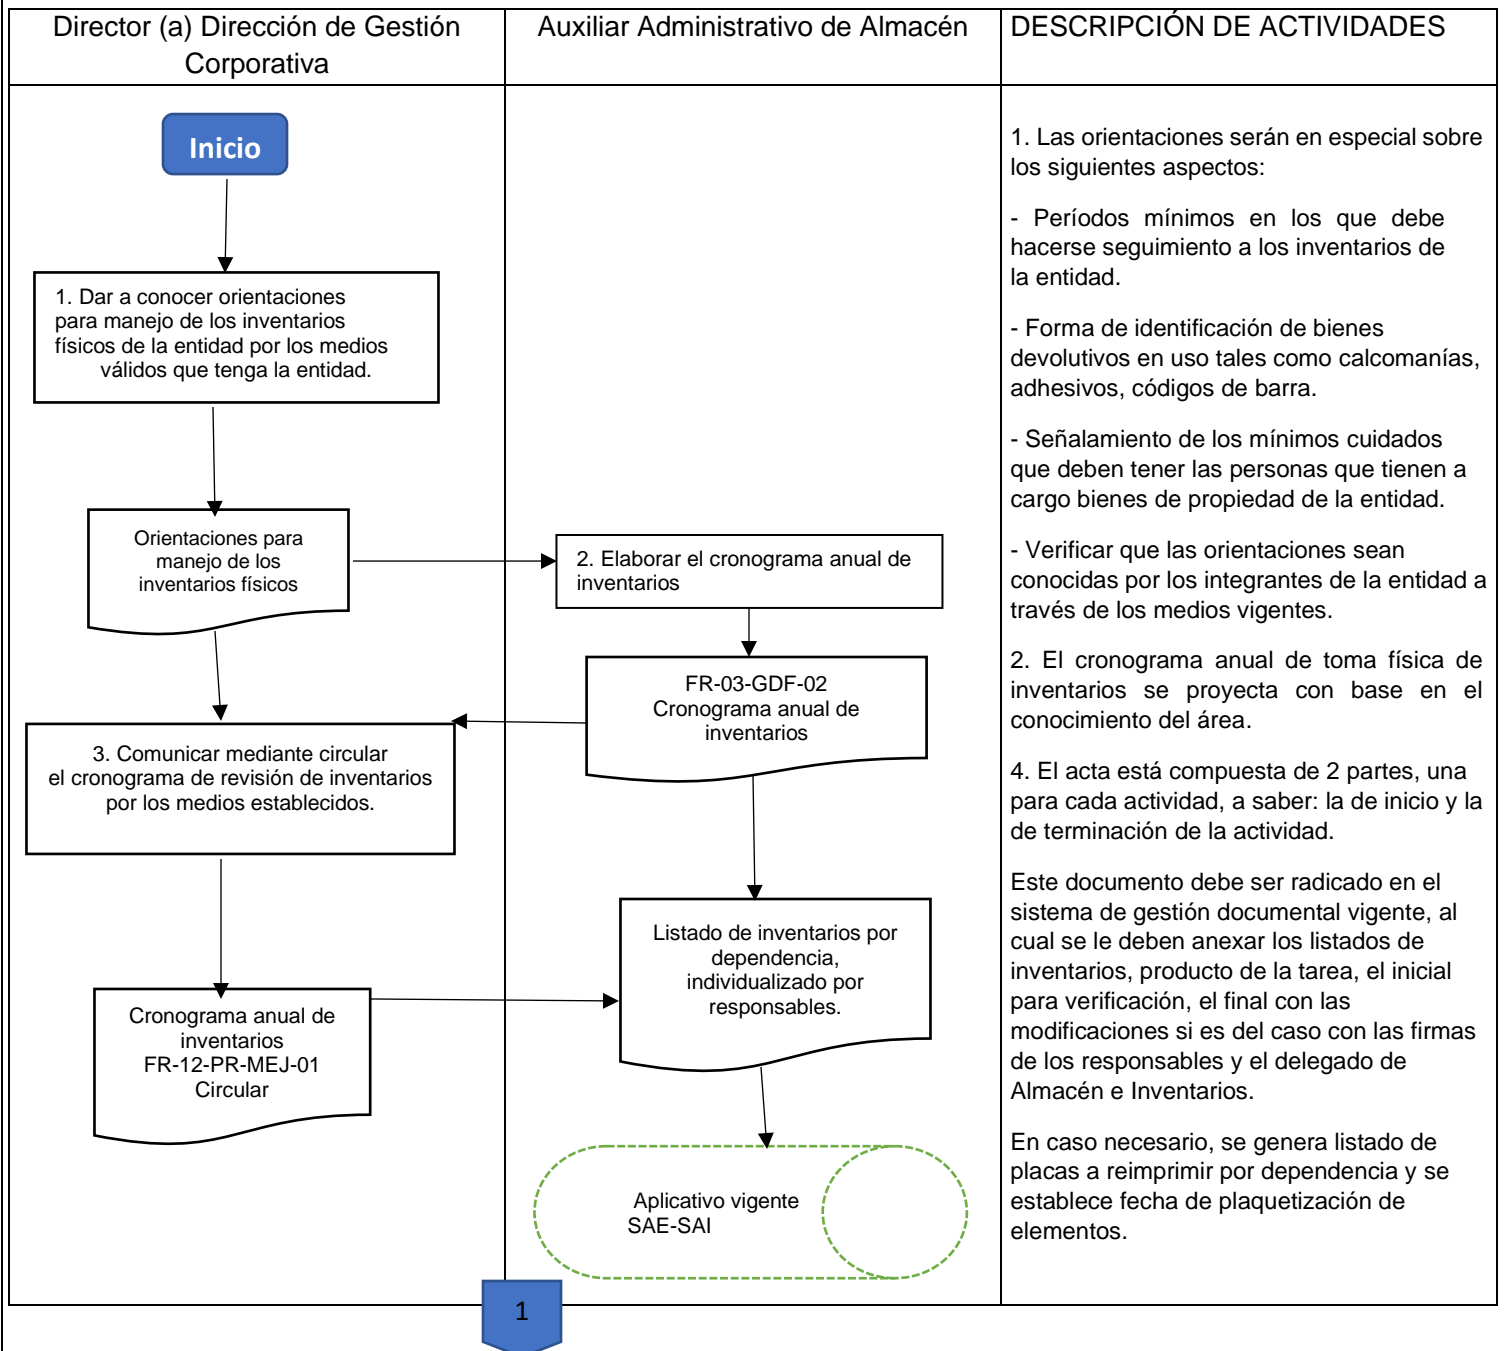 Director (a) Dirección de Gestión
Corporativa
Auxiliar Administrativo de Almacén
DESCRIPCIÓN DE ACTIVIDADES
Inicio
1. Dar a conocer orientaciones
para manejo de los inventarios
físicos de la entidad por los medios
válidos que tenga la entidad.
Orientaciones para
manejo de los
inventarios físicos
2. Elaborar el cronograma anual de
inventarios
FR-03-GDF-02
Cronograma anual de
inventarios
3. Comunicar mediante circular
el cronograma de revisión de inventarios
por los medios establecidos.
Listado de inventarios por
dependencia,
individualizado por
responsables.
Cronograma anual de
inventarios
FR-12-PR-MEJ-01
Circular
Aplicativo vigente
SAE-SAI
1
1. Las orientaciones serán en especial sobre
los siguientes aspectos:
- Períodos mínimos en los que debe
hacerse seguimiento a los inventarios de
la entidad.
- Forma de identificación de bienes
devolutivos en uso tales como calcomanías,
adhesivos, códigos de barra.
- Señalamiento de los mínimos cuidados
que deben tener las personas que tienen a
cargo bienes de propiedad de la entidad.
- Verificar que las orientaciones sean
conocidas por los integrantes de la entidad a
través de los medios vigentes.
2. El cronograma anual de toma física de
inventarios se proyecta con base en el
conocimiento del área.
4. El acta está compuesta de 2 partes, una
para cada actividad, a saber: la de inicio y la
de terminación de la actividad.
Este documento debe ser radicado en el
sistema de gestión documental vigente, al
cual se le deben anexar los listados de
inventarios, producto de la tarea, el inicial
para verificación, el final con las
modificaciones si es del caso con las firmas
de los responsables y el delegado de
Almacén e Inventarios.
En caso necesario, se genera listado de
placas a reimprimir por dependencia y se
establece fecha de plaquetización de
elementos.